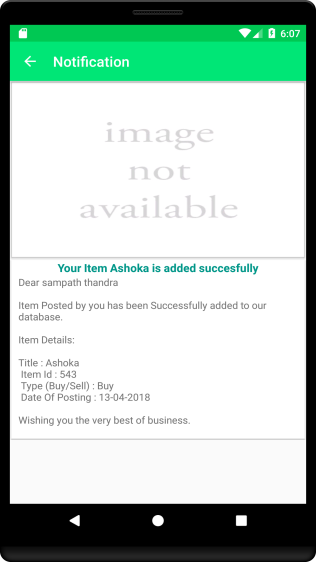 6:07
Notification
image
not
available
Your Item Ashoka is added succesfully
Dear sampath thandra
Item Posted by you has been Successfully added to our
database.
Item Details:
Title : Ashoka
Item Id : 543
Type (Buy/Sell) : Buy
Date Of Posting : 13-04-2018
Wishing you the very best of business.